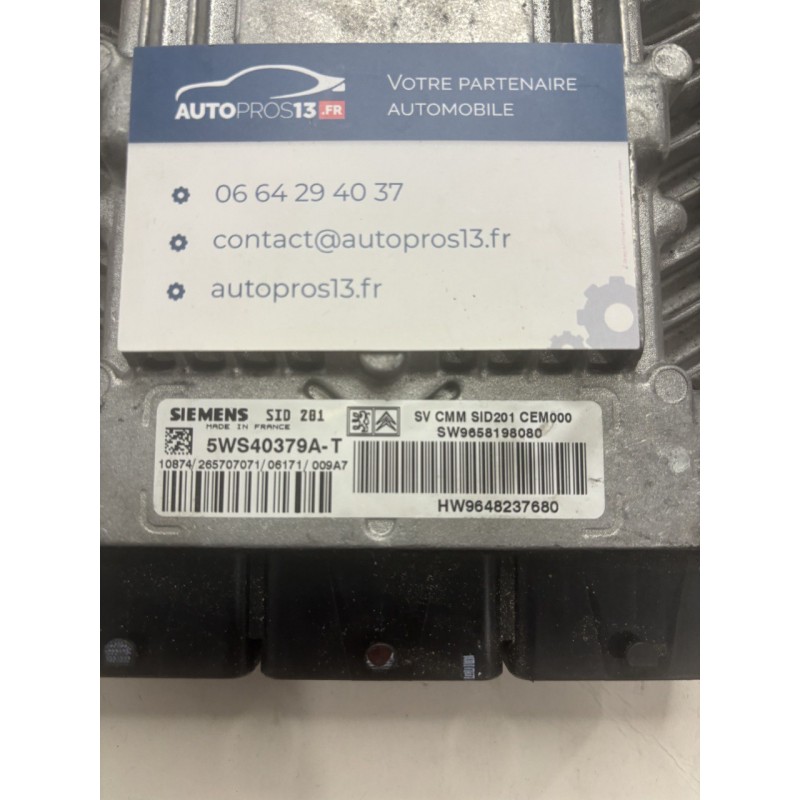 AUTOPROS13.FR
VOTRE PARTENAIRE
AUTOMOBILE
06 64 29 40 37
contact@autopros13.fr
autopros13.fr
SIEMENS SID 201
MADE IN FRANCE
5WS40379A-T
10874/265707071/06171/009A7
SV CMM SID201 CEM000
SW9658198080
HW9648237680